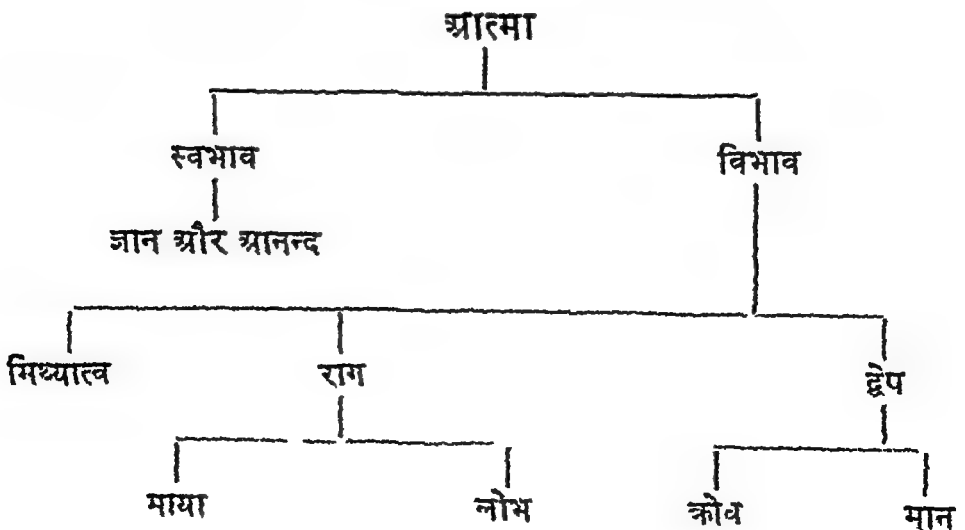 आत्मा
स्वभाव विभाव
ज्ञान और आनन्द
मिथ्यात्व राग द्वेष
माया लोभ क्रोध मान